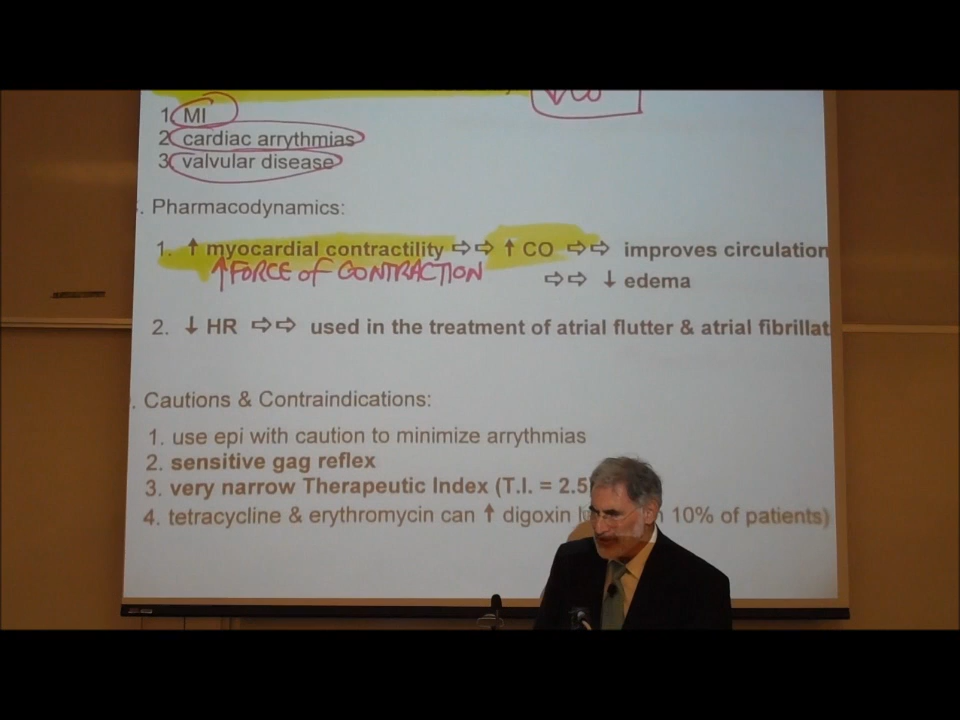 ↓CO
1. MI
2. cardiac arrythmias
3. valvular disease
. Pharmacodynamics:
1. ↑ myocardial contractility ⇨⇨ ↑ CO ⇨⇨ improves circulation
↑FORCE of CONTRACTION
⇨⇨ ↓ edema
2. ↓ HR ⇨⇨ used in the treatment of atrial flutter & atrial fibrillat
. Cautions & Contraindications:
1. use epi with caution to minimize arrythmias
2. sensitive gag reflex
3. very narrow Therapeutic Index (T.I. = 2.5
4. tetracycline & erythromycin can ↑ digoxin 10% of patients)